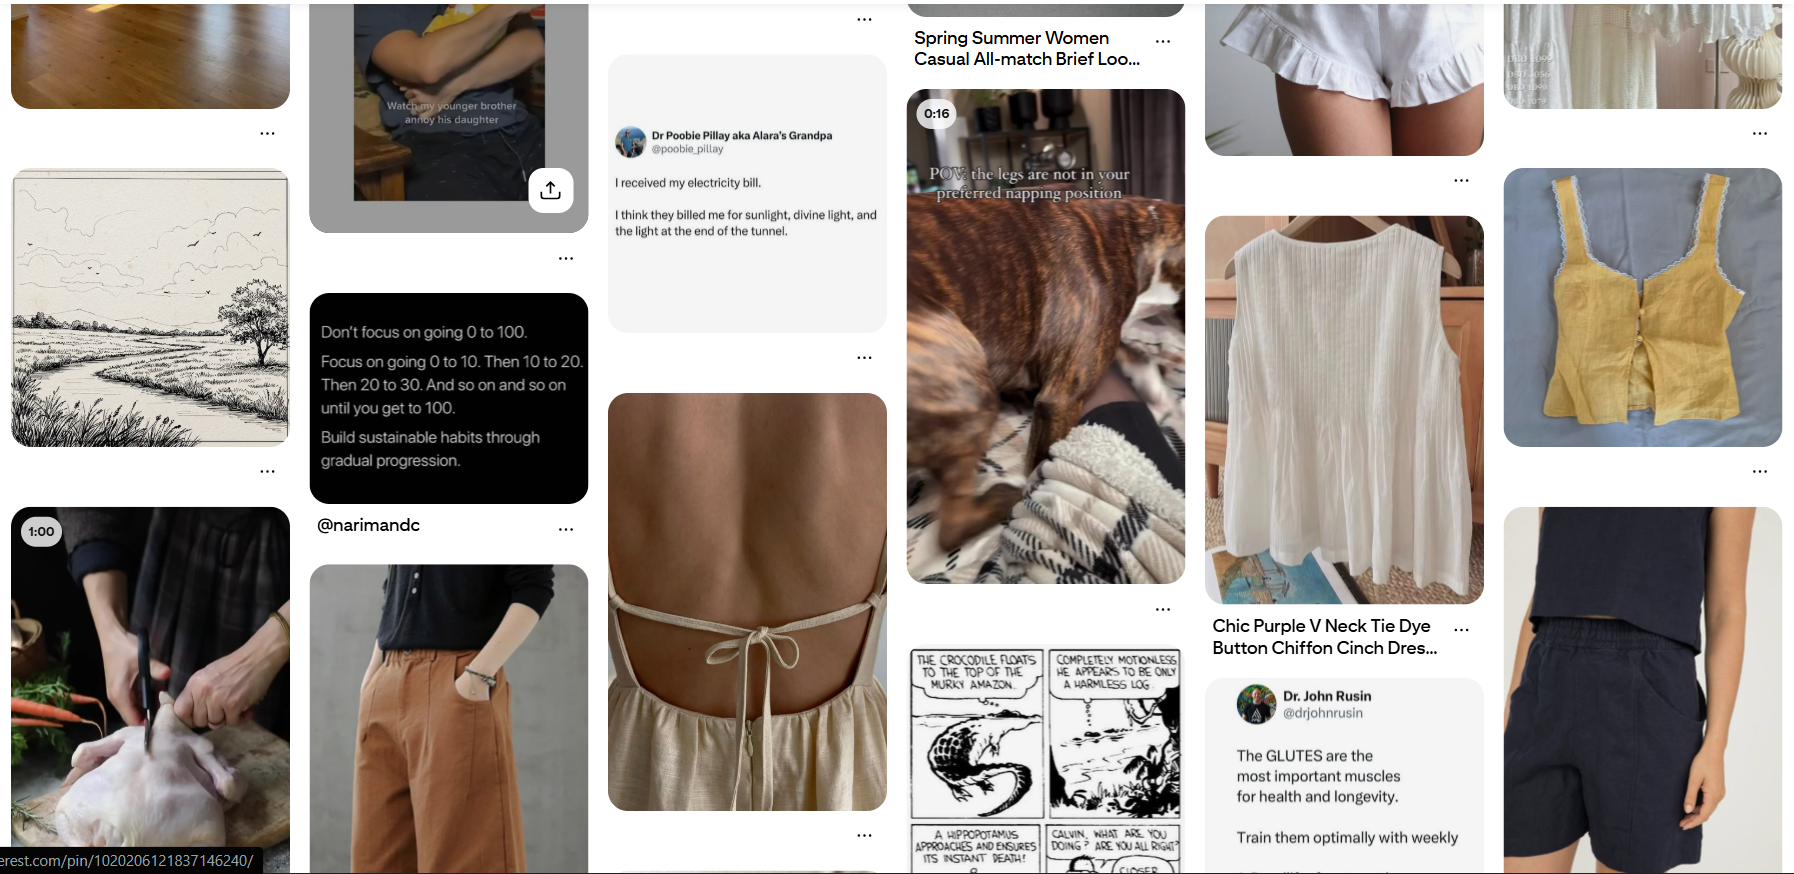 Watch my younger brother
annoy his daughter
Don't focus on going 0 to 100.
Focus on going 0 to 10. Then 10 to 20.
Then 20 to 30. And so on and so on
until you get to 100.
Build sustainable habits through
gradual progression.
@narimandc
1:00
Dr Poobie Pillay aka Alara's Grandpa
@poobie_pillay
I received my electricity bill.
I think they billed me for sunlight, divine light, and
the light at the end of the tunnel.
Spring Summer Women
Casual All-match Brief Loo...
0:16
POV: the legs are not in your
preferred napping position
THE CROCODILE FLOATS
TO THE TOP OF THE
MURKY AMAZON.
COMPLETELY MOTIONLESS,
HE APPEARS TO BE ONLY
A HARMLESS LOG.
A HIPPOPOTAMUS
APPROACHES AND ENSURES
ITS INSTANT DEATH!
CALVIN, WHAT ARE YOU
DOING? ARE YOU ALL RIGHT?
CLOSER
Chic Purple V Neck Tie Dye
Button Chiffon Cinch Dres...
Dr. John Rusin
@drjohnrusin
The GLUTES are the
most important muscles
for health and longevity.
Train them optimally with weekly
erest.com/pin/1020206121837146240/